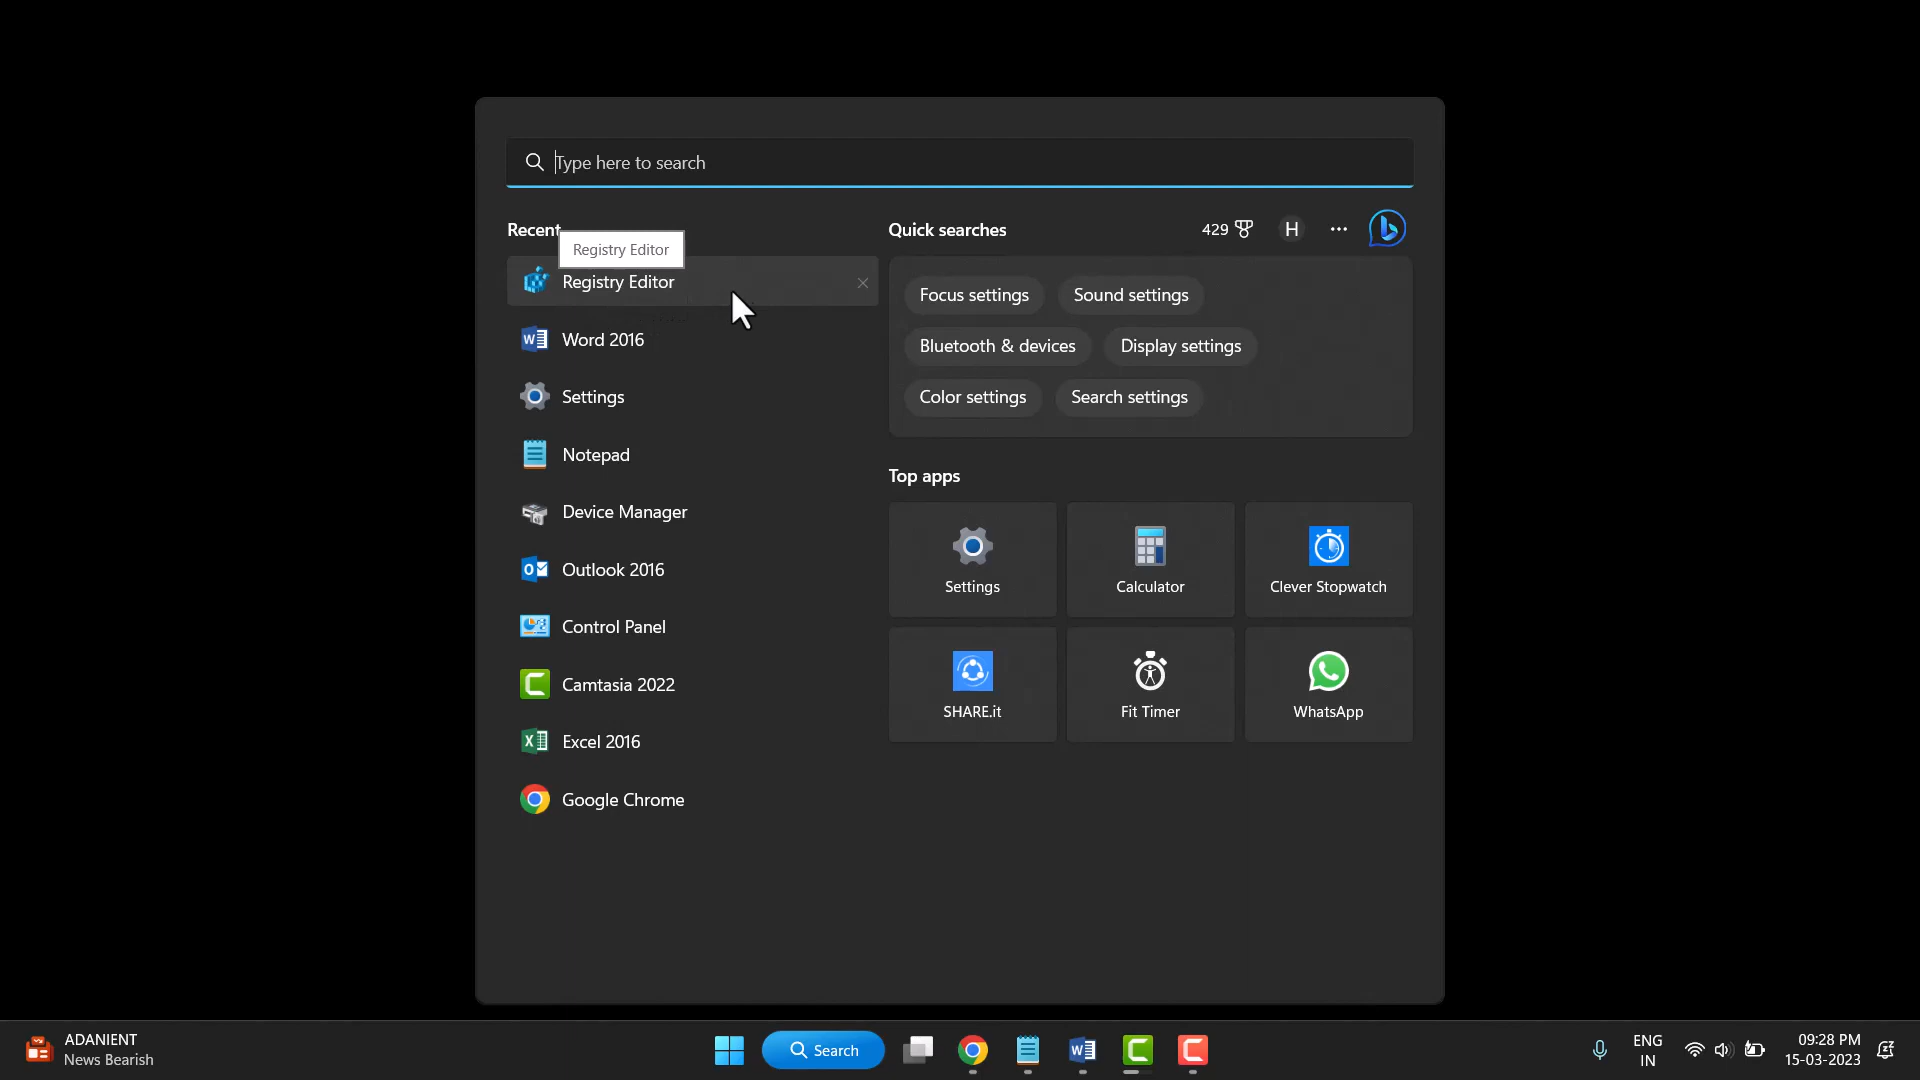 Type here to search
Recent
Registry Editor
Registry Editor
Word 2016
Settings
Notepad
Device Manager
Outlook 2016
Control Panel
Camtasia 2022
Excel 2016
Google Chrome
Quick searches
429
H
Focus settings
Sound settings
Bluetooth & devices
Display settings
Color settings
Search settings
Top apps
Settings
Calculator
Clever Stopwatch
SHARE.it
Fit Timer
WhatsApp
ADANIENT
News Bearish
Search
ENG
IN
09:28 PM
15-03-2023